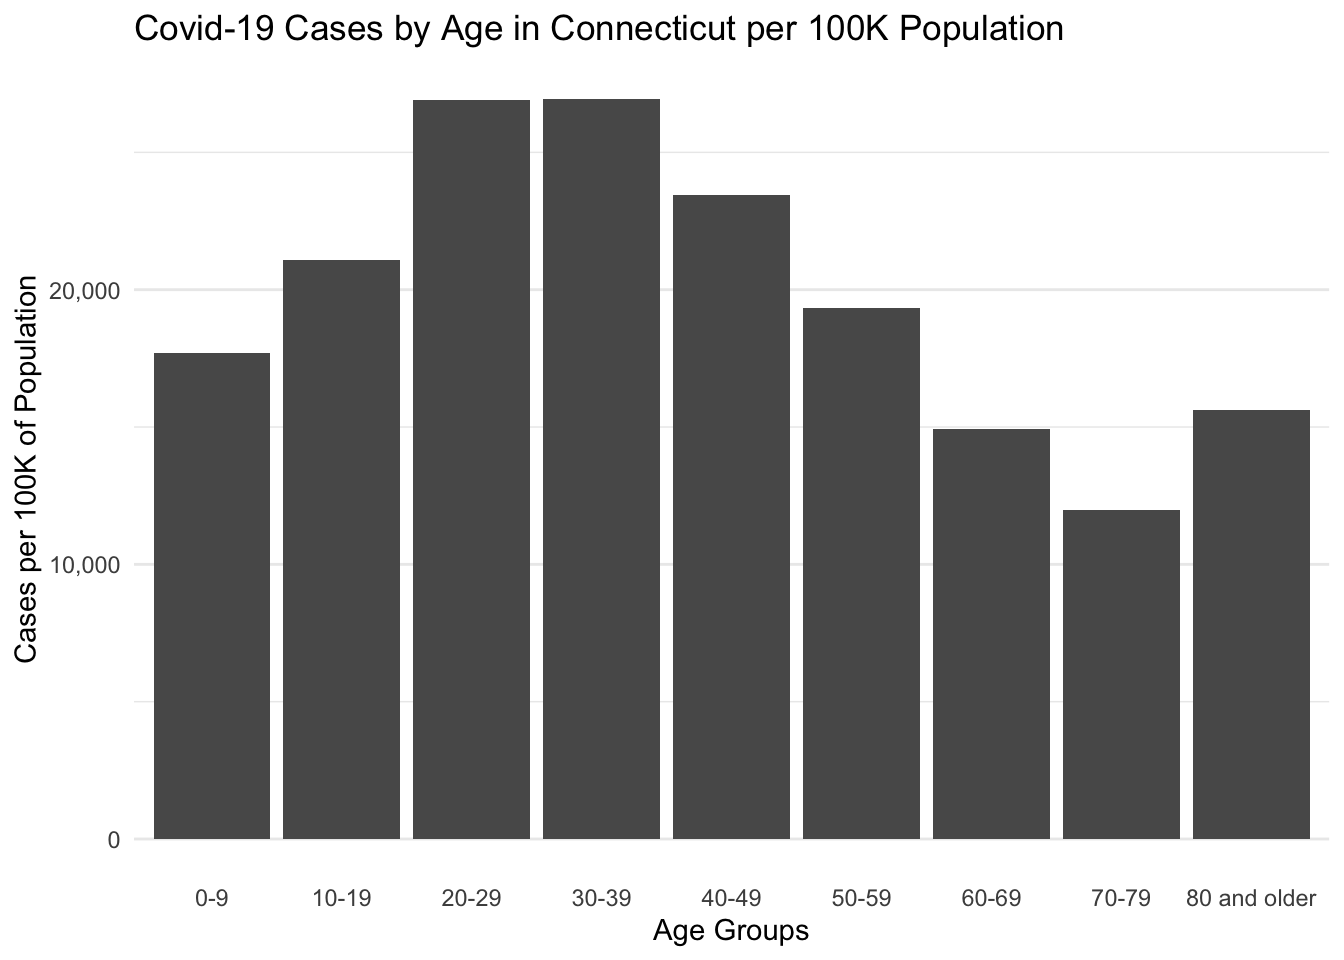 Covid-19 Cases by Age in Connecticut per 100K Population
Cases per 100K of Population
20,000
10,000
0
0-9 10-19 20-29 30-39 40-49 50-59 60-69 70-79 80 and older
Age Groups